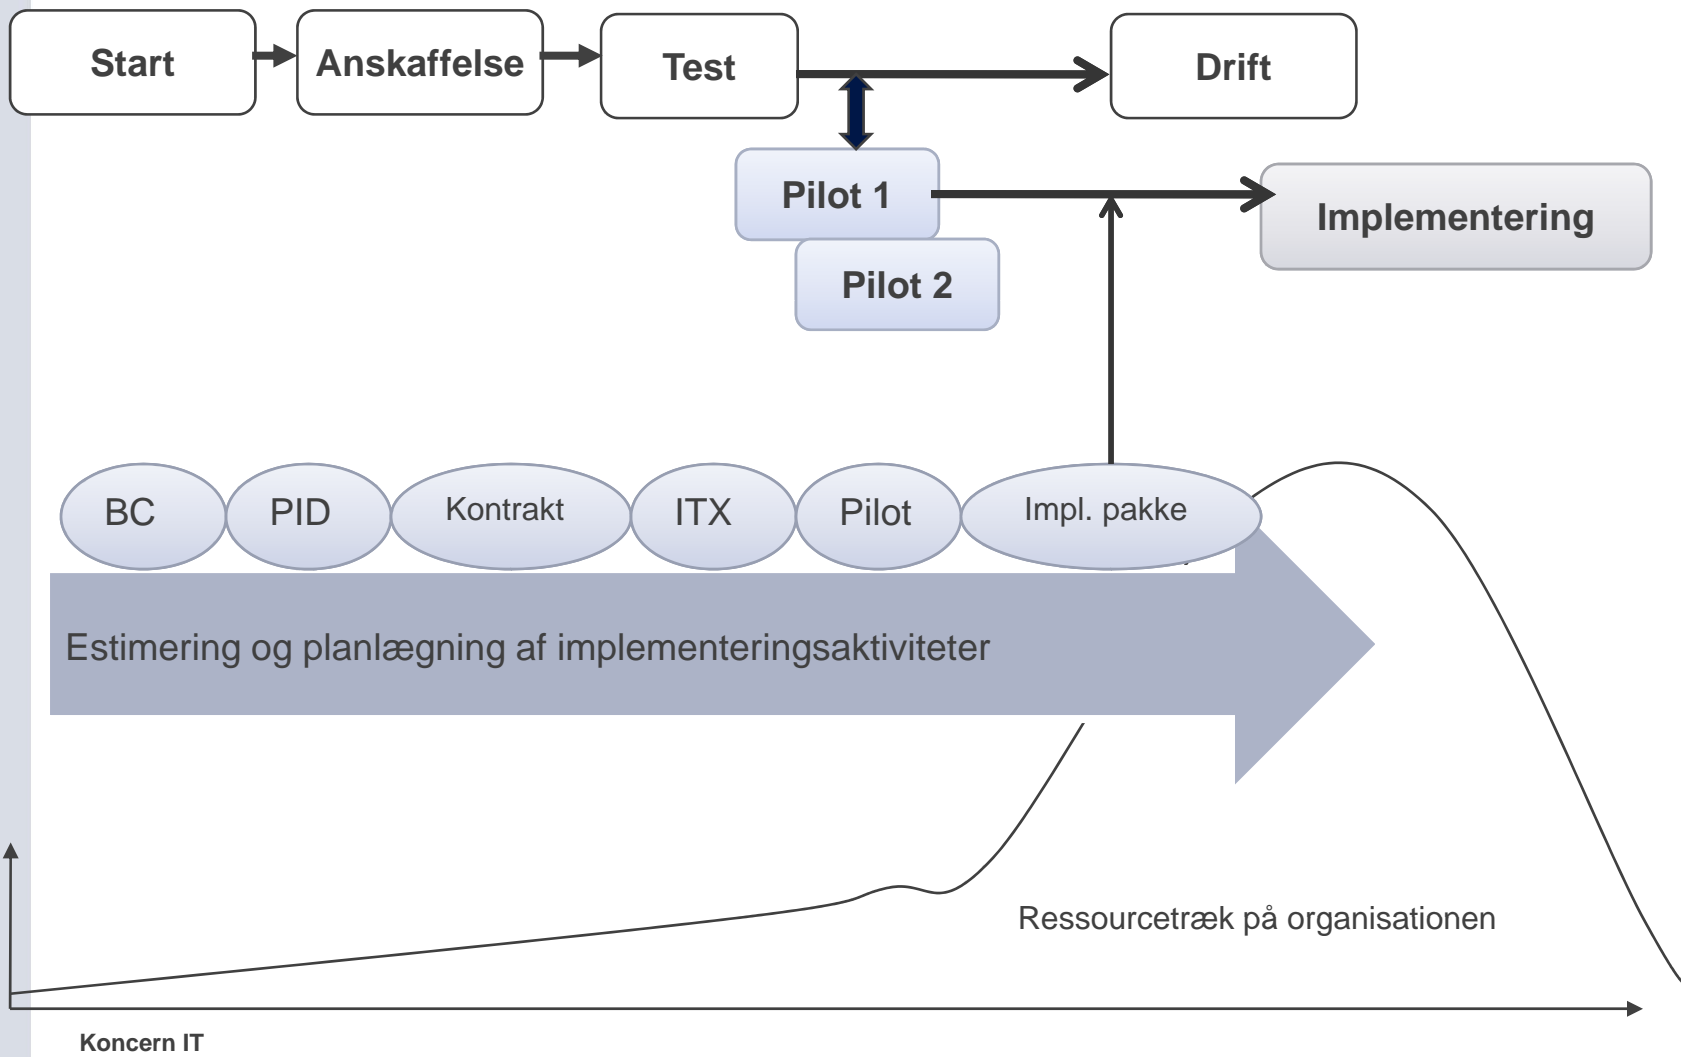 Start
Anskaffelse
Test
Drift
Pilot 1
Implementering
Pilot 2
BC
PID
Kontrakt
ITX
Pilot
Impl. pakke
Estimering og planlægning af implementeringsaktiviteter
Ressourcetræk på organisationen
Koncern IT